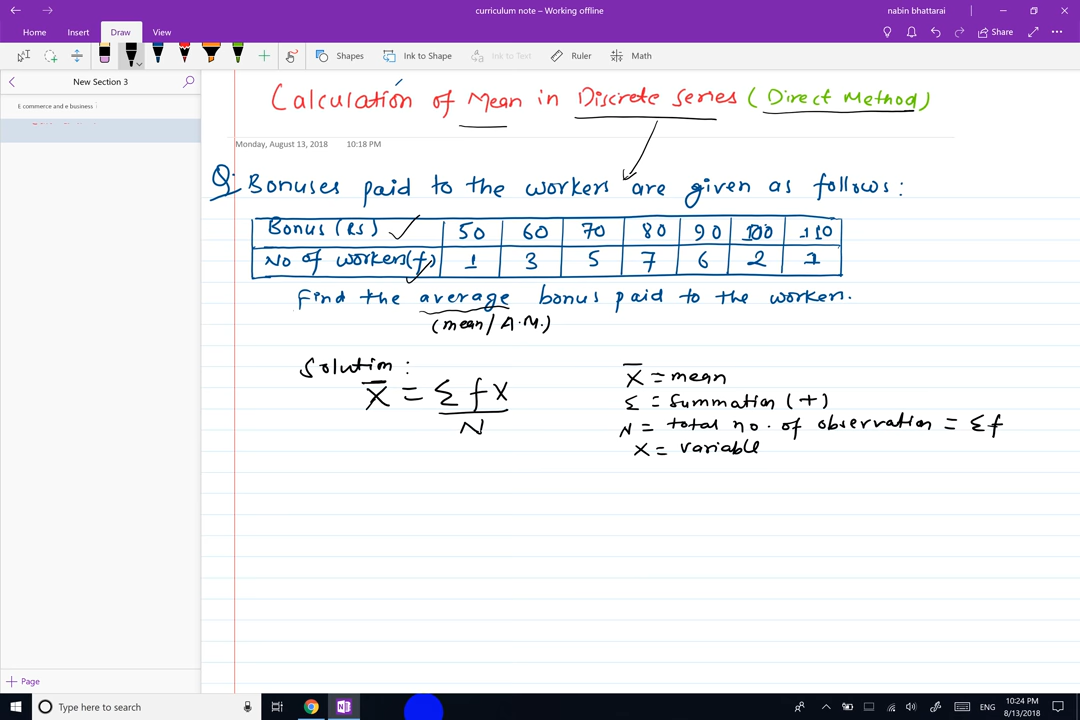 curriculum note – Working offline
nabin bhattarai
Home Insert Draw View
Share
Shapes Ink to Shape Ink to Text Ruler Math
New Section 3
E commerce and e business
Calculation of Mean in Discrete Series (Direct Method)
Monday, August 13, 2018 10:18 PM
Q. Bonuses paid to the workers are given as follows:
Bonus (RS) 50 60 70 80 90 100 110
No of workers(f) 1 3 5 7 6 2 1
Find the average bonus paid to the worker.
(mean/A.M.)
Solution:
X̄ = Σ f X
N
X̄ = mean
Σ = Summation (+)
N = total no. of observation = Σf
X = variable
+ Page
Type here to search
ENG
10:24 PM
8/13/2018